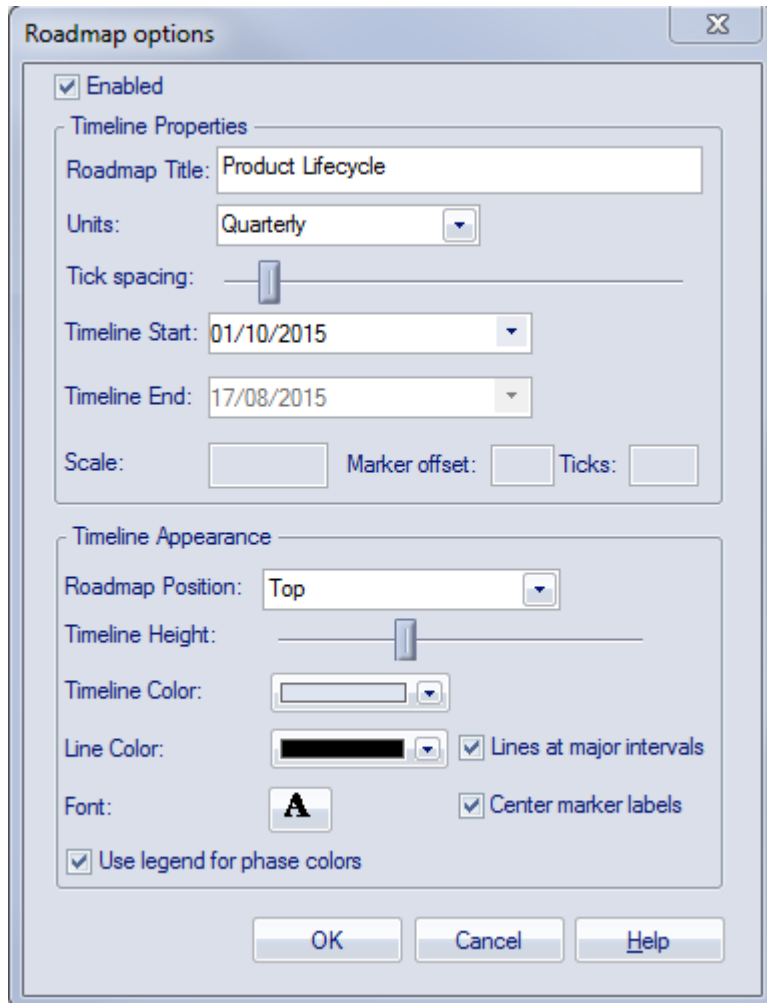 Roadmap options
Enabled
Timeline Properties
Roadmap Title: Product Lifecycle
Units: Quarterly
Tick spacing:
Timeline Start: 01/10/2015
Timeline End: 17/08/2015
Scale: Marker offset: Ticks:
Timeline Appearance
Roadmap Position: Top
Timeline Height:
Timeline Color:
Line Color: Lines at major intervals
Font: A Center marker labels
Use legend for phase colors
OK Cancel Help